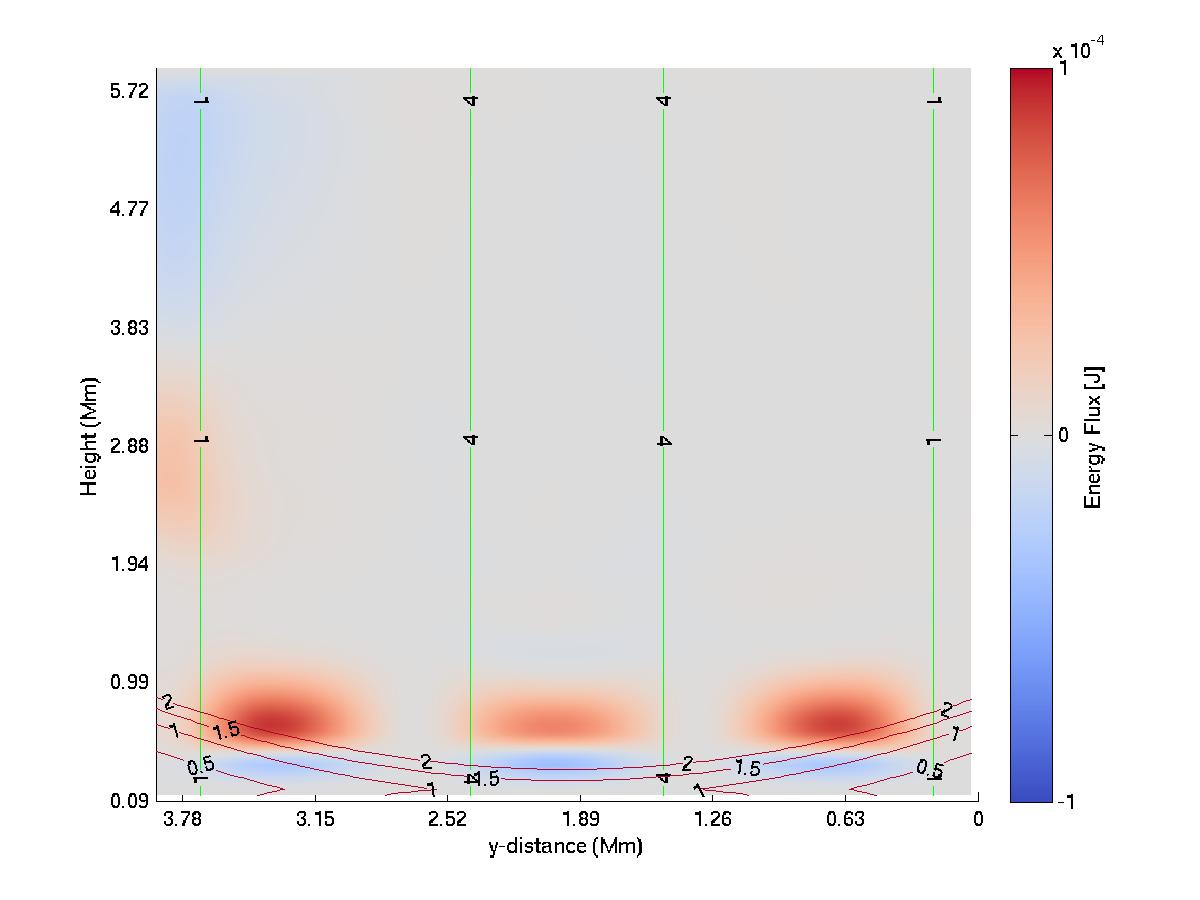 x 10-4
1
5.72
1 4 4 1
4.77
3.83
Height (Mm)
0
Energy Flux [J]
2.88
1 4 4 1
1.94
0.99
2 2
1.5
1 1
2 2
0.5 1.5 0.5
1 4 1.5 4 1
1 1
0.09
-1
3.78 3.15 2.52 1.89 1.26 0.63 0
y-distance (Mm)